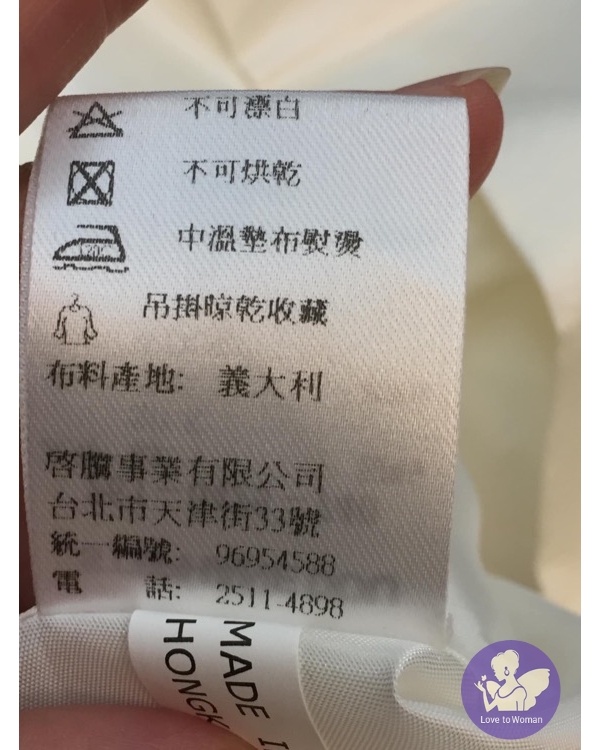 不可漂白
不可烘乾
中溫墊布熨燙
吊掛晾乾收藏
布料產地: 義大利
啓騰事業有限公司
台北市天津街33號
統一編號: 96954588
電 話: 2511-4898
MADE I
HONGK
Love to Woman